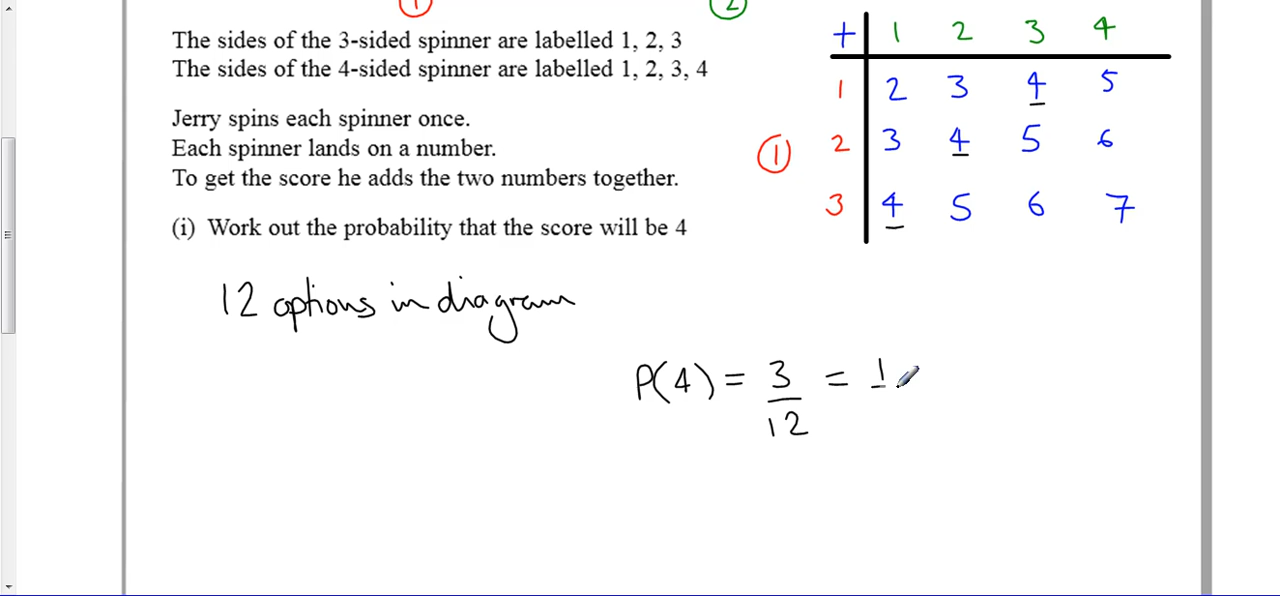 1 2
The sides of the 3-sided spinner are labelled 1, 2, 3
The sides of the 4-sided spinner are labelled 1, 2, 3, 4
Jerry spins each spinner once.
Each spinner lands on a number.
To get the score he adds the two numbers together.
(i) Work out the probability that the score will be 4
+ 1 2 3 4
1 2 3 4 5
1 2 3 4 5 6
3 4 5 6 7
12 options in diagram
P(4) = 3/12 = 1